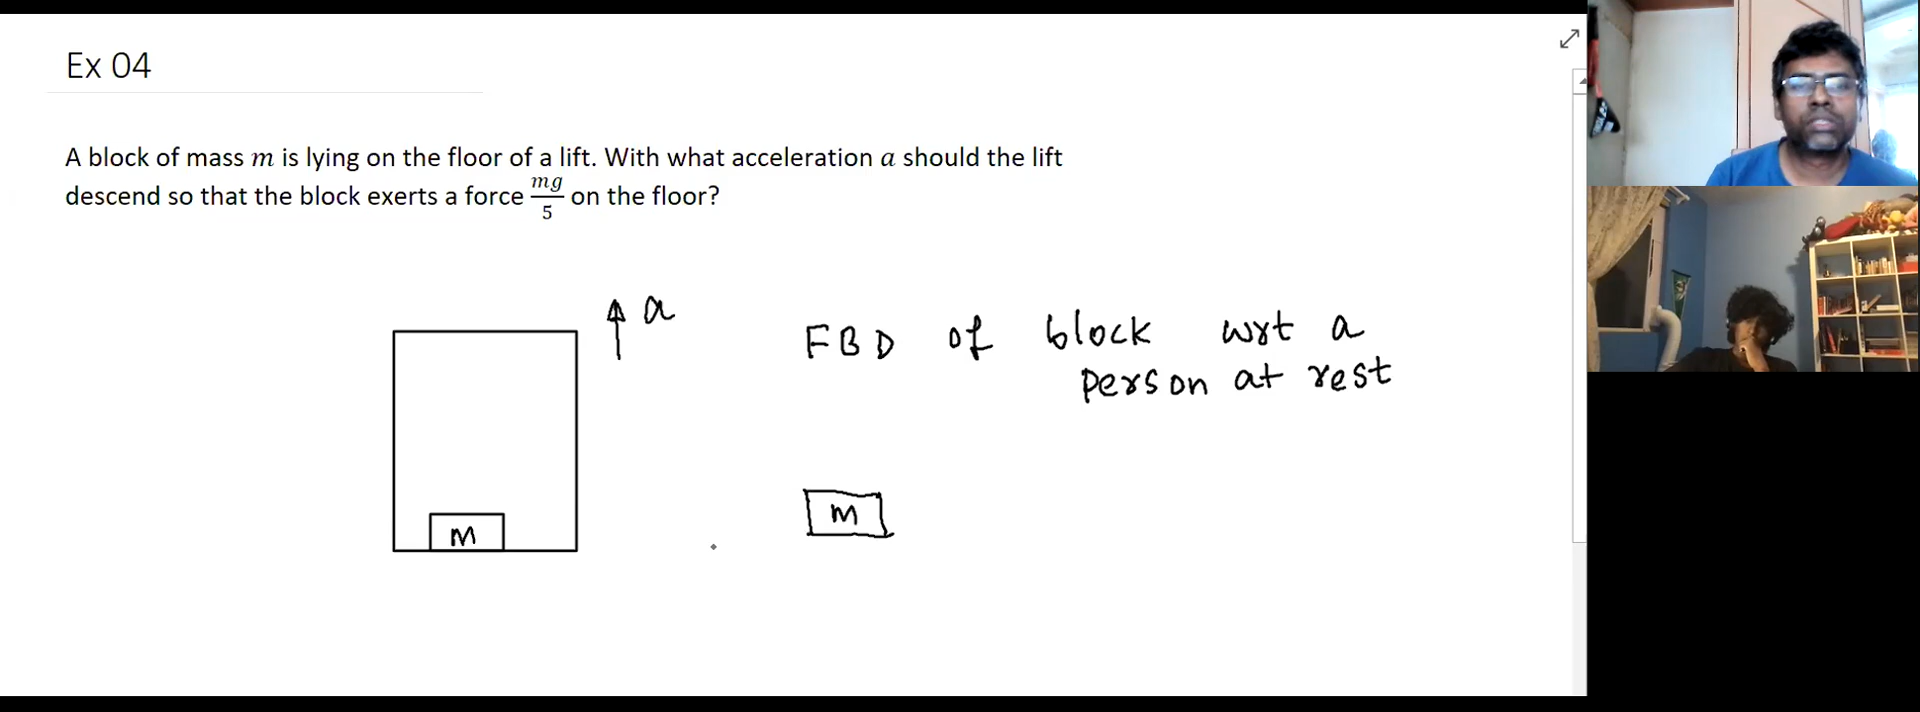 Ex 04
A block of mass m is lying on the floor of a lift. With what acceleration a should the lift
descend so that the block exerts a force mg/5 on the floor?
a
FBD of block wrt a
person at rest
m
m